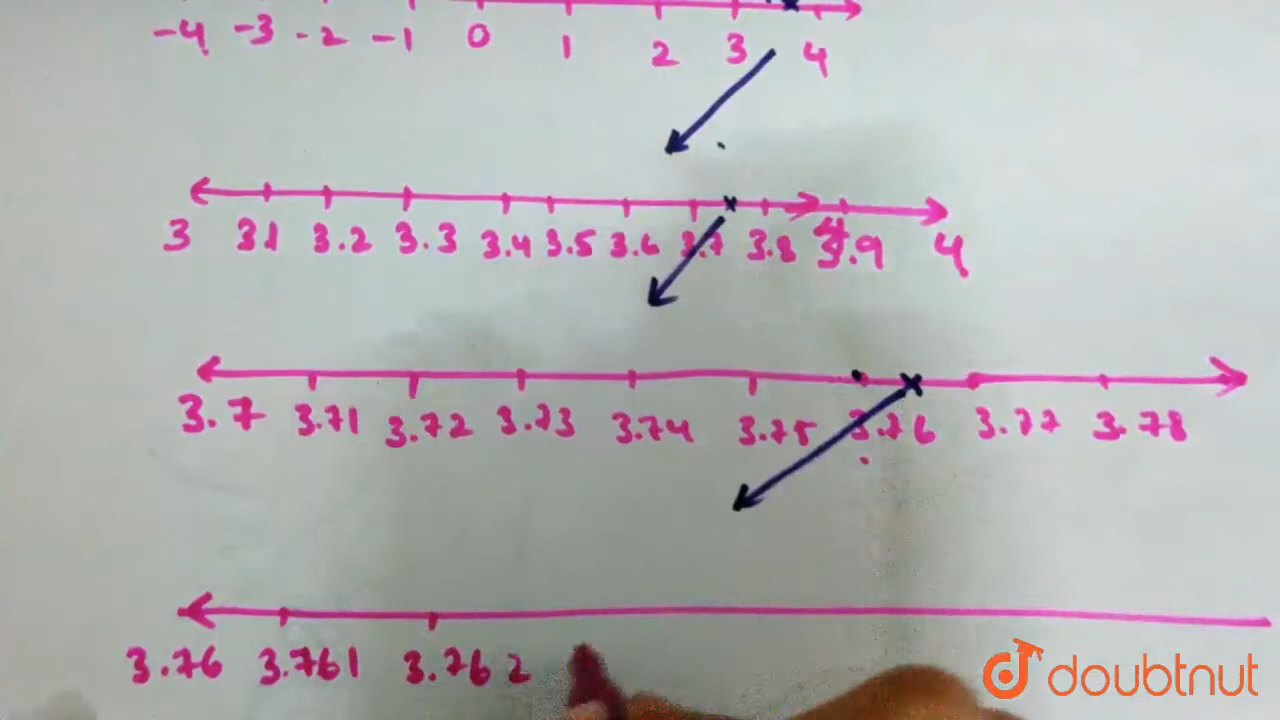 -4 -3 -2 -1 0 1 2 3 4
3 3.1 3.2 3.3 3.4 3.5 3.6 3.7 3.8 3.9 4
3.7 3.71 3.72 3.73 3.74 3.75 3.76 3.77 3.78
3.76 3.761 3.762
doubtnut